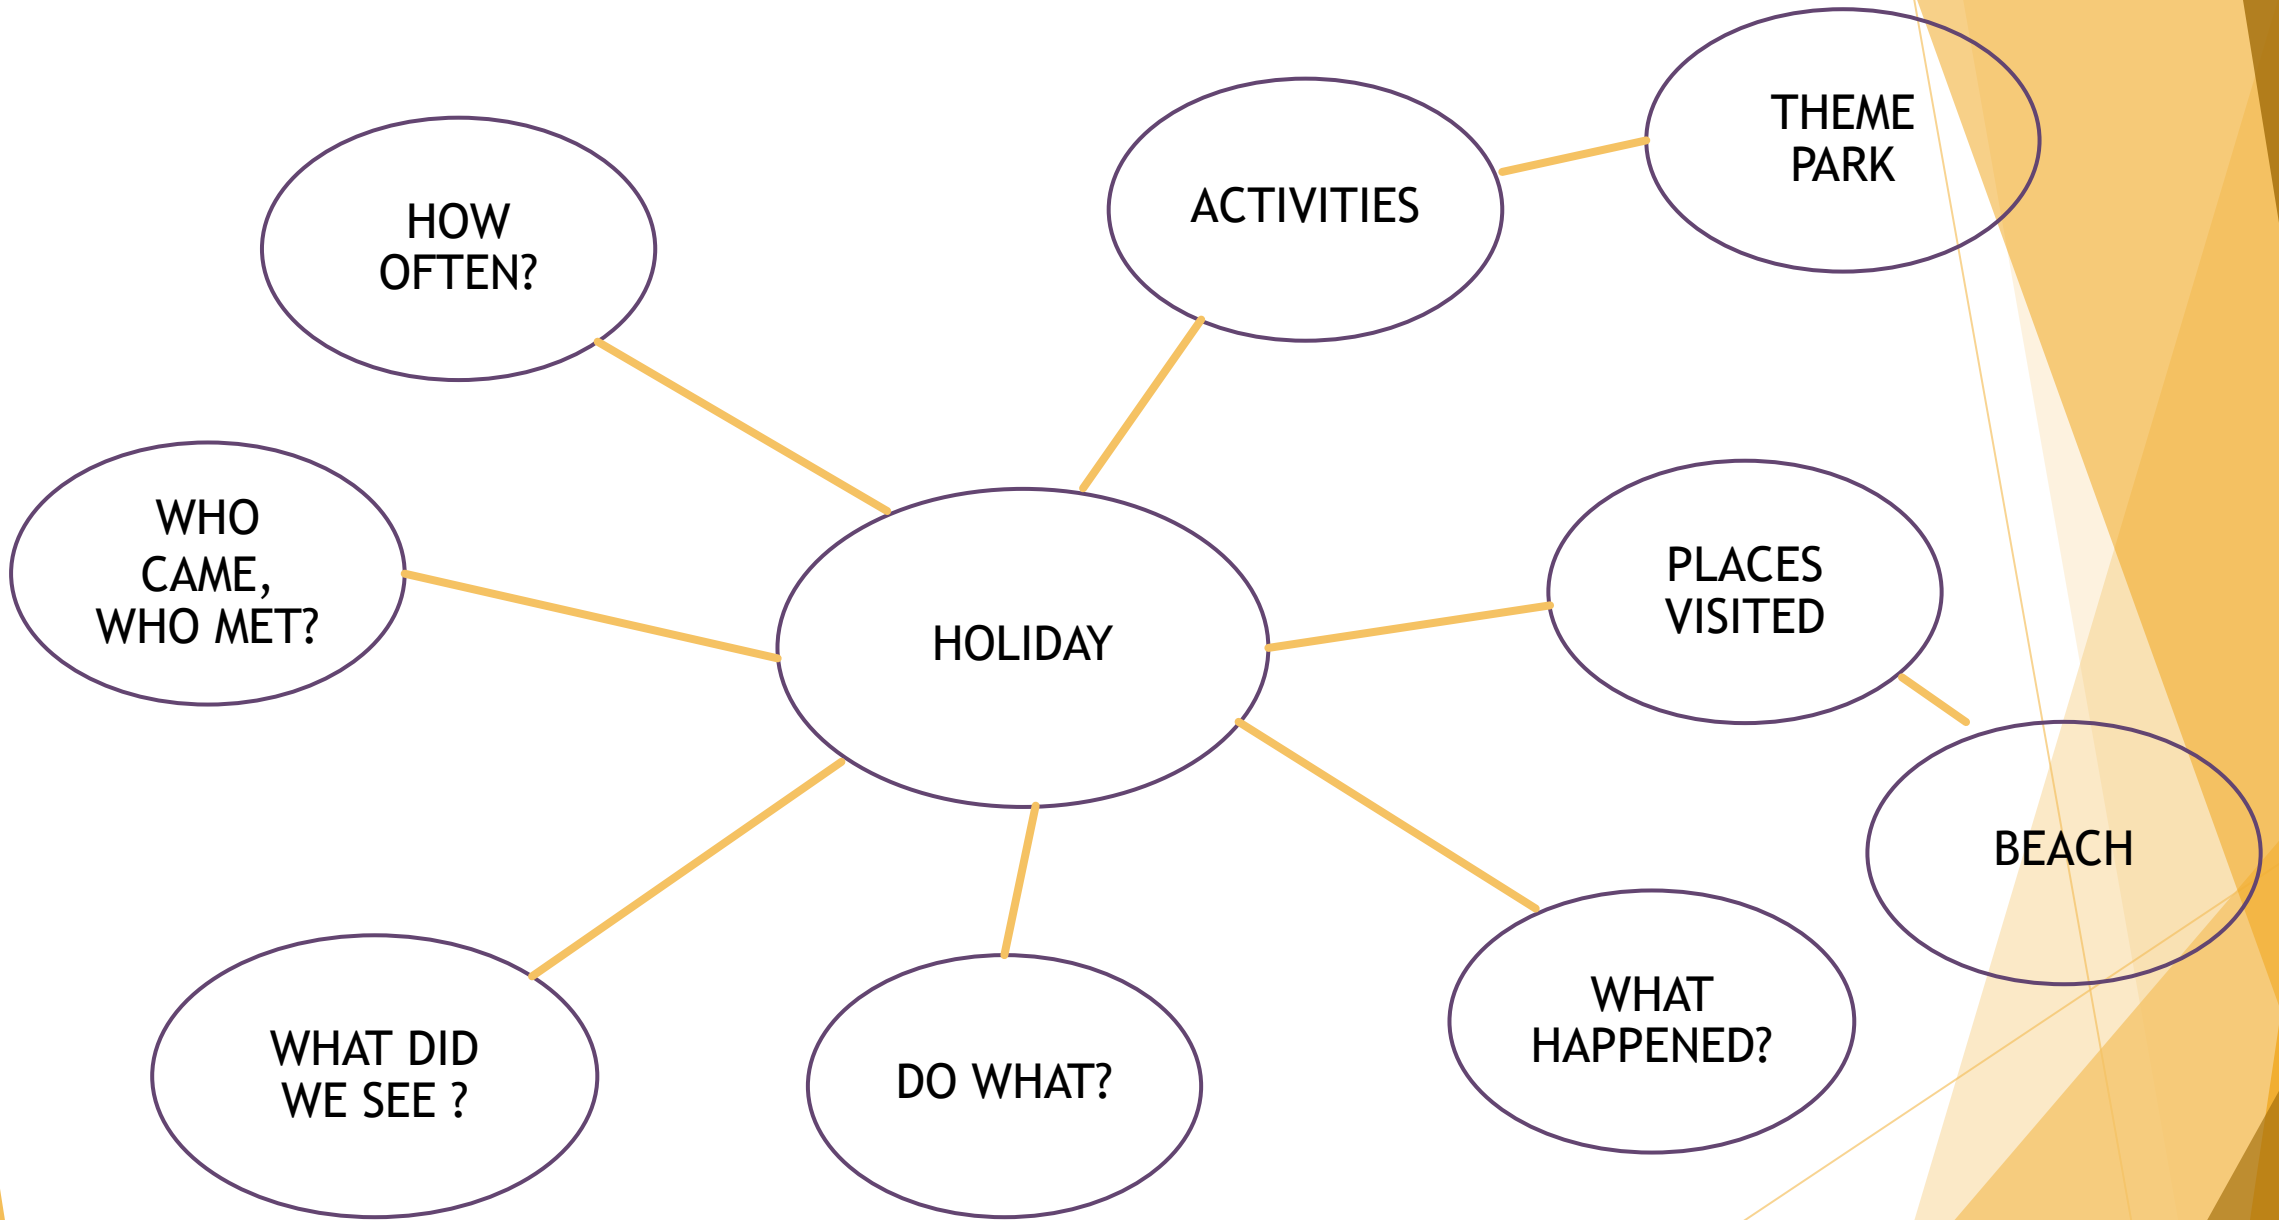 THEME
PARK
ACTIVITIES
HOW
OFTEN?
WHO
CAME,
WHO MET?
PLACES
VISITED
HOLIDAY
BEACH
WHAT
HAPPENED?
WHAT DID
WE SEE ?
DO WHAT?